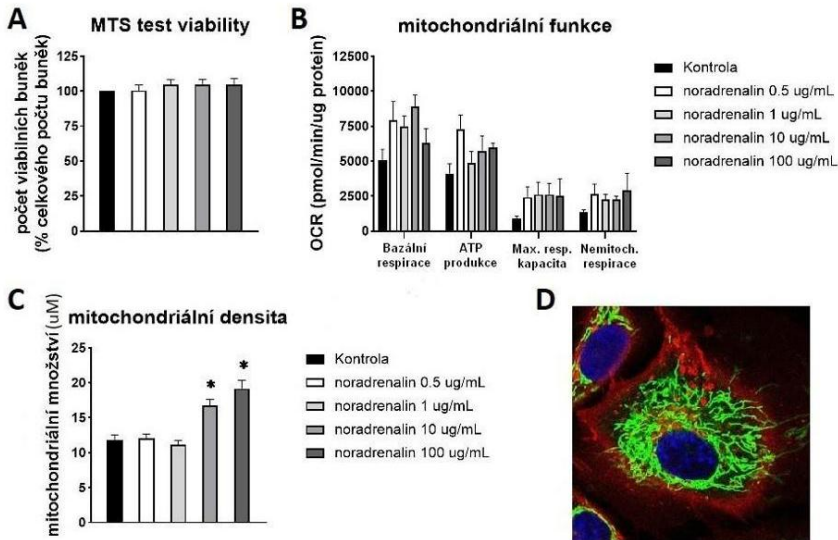 A
MTS test viability
počet viabilních buněk
(% celkového počtu buněk)
125
100
75
50
25
0
B
mitochondriální funkce
OCR (pmol/min/ug protein)
12500
10000
7500
5000
2500
0
Bazální
respirace
ATP
produkce
Max. resp.
kapacita
Nemitoch.
respirace
Kontrola
noradrenalin 0.5 ug/mL
noradrenalin 1 ug/mL
noradrenalin 10 ug/mL
noradrenalin 100 ug/mL
C
mitochondriální densita
mitochondriální množství (uM)
25
20
15
10
5
0
*
*
Kontrola
noradrenalin 0.5 ug/mL
noradrenalin 1 ug/mL
noradrenalin 10 ug/mL
noradrenalin 100 ug/mL
D